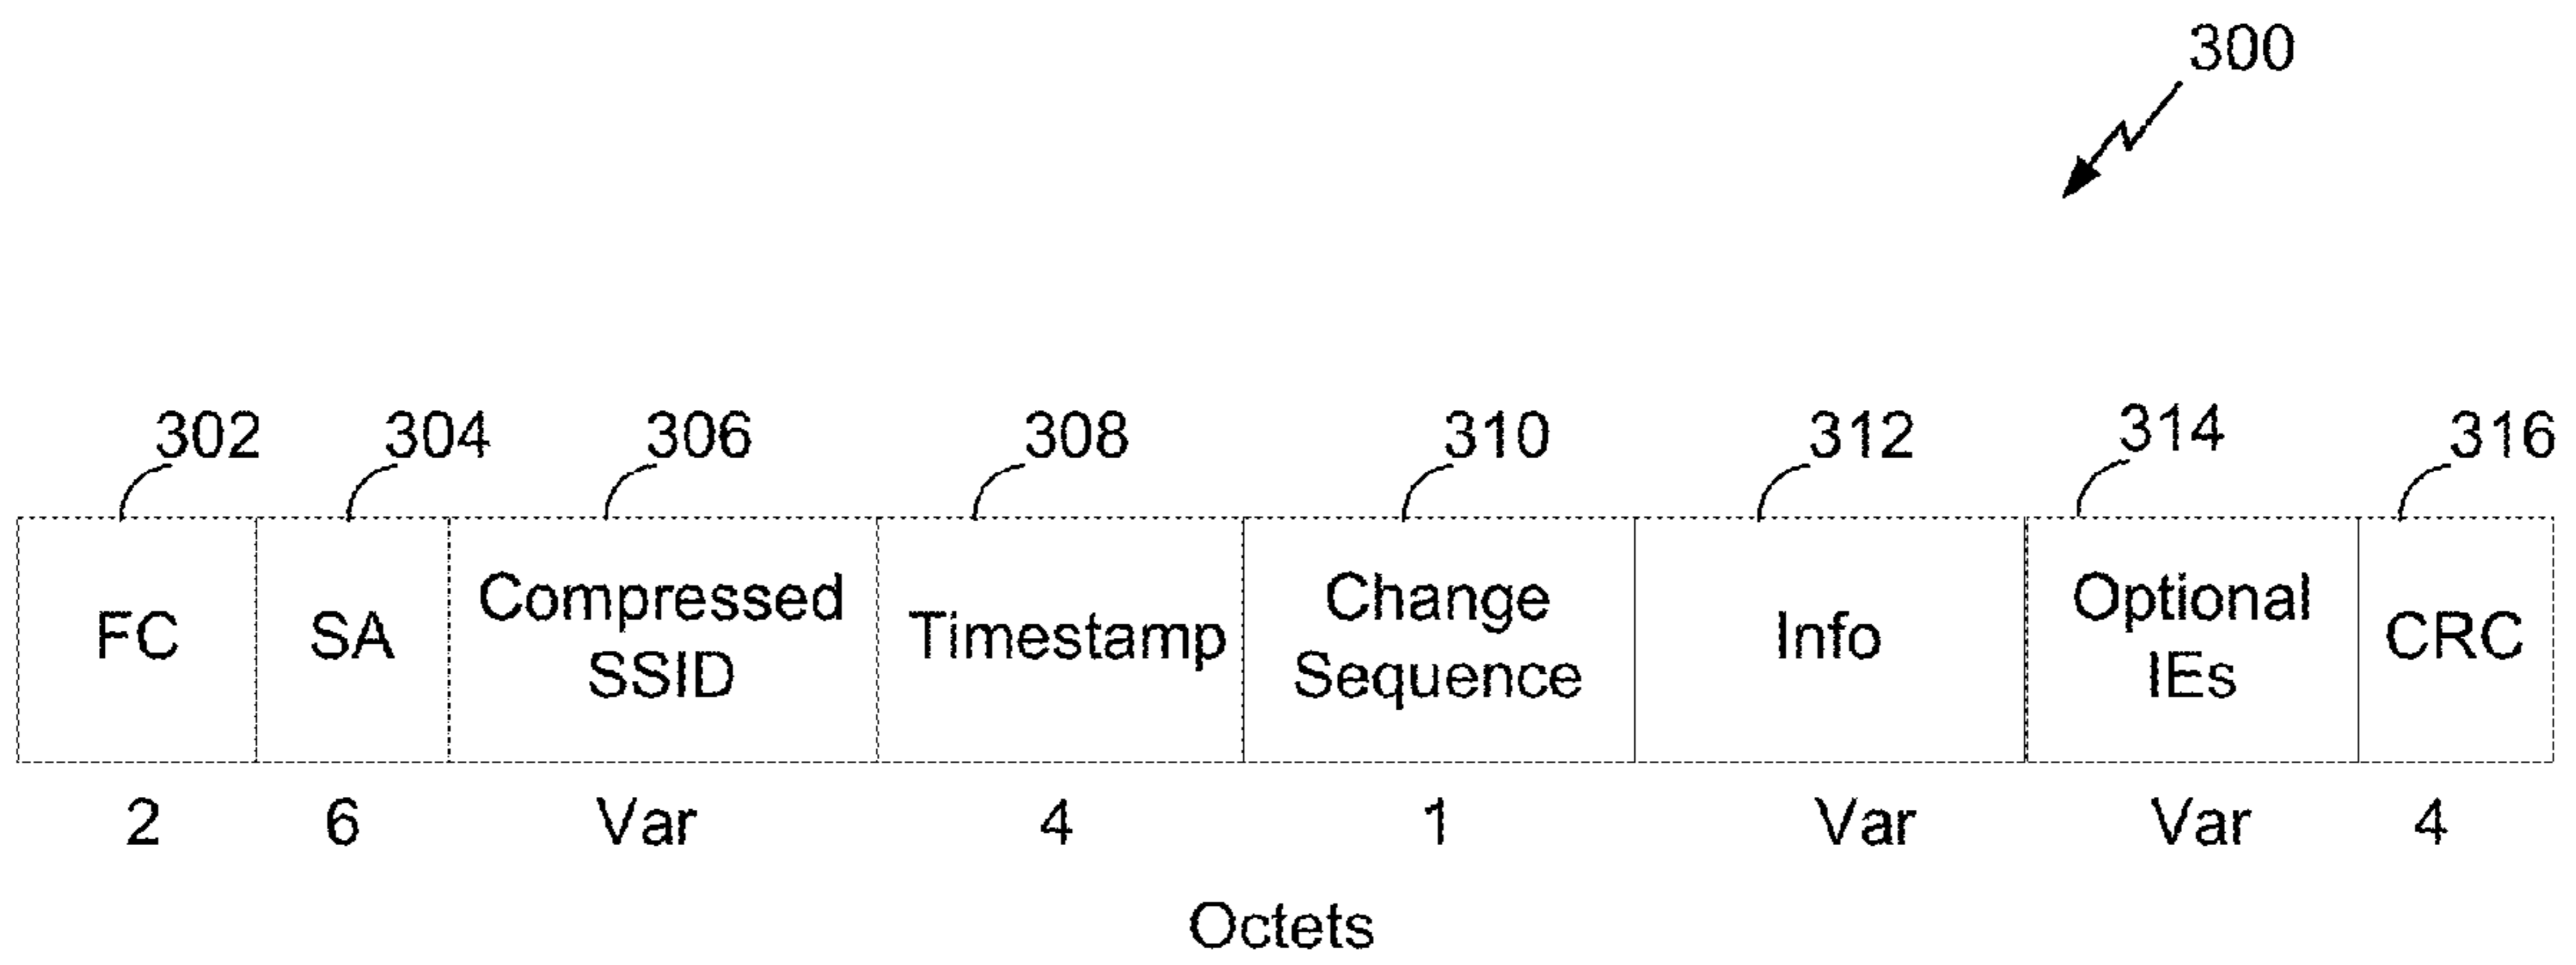 300
302 304 306 308 310 312 314 316
FC SA Compressed SSID Timestamp Change Sequence Info Optional IEs CRC
2 6 Var 4 1 Var Var 4
Octets